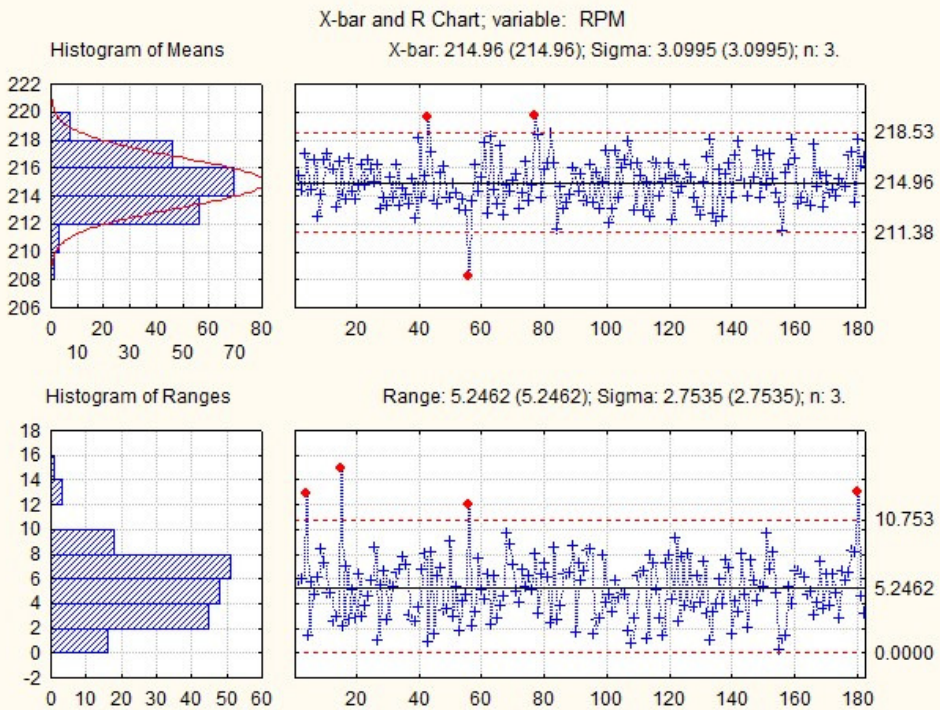 X-bar and R Chart; variable: RPM
Histogram of Means
X-bar: 214.96 (214.96); Sigma: 3.0995 (3.0995); n: 3.
222
220
218
216
214
212
210
208
206
0 20 40 60 80
10 30 50 70
218.53
214.96
211.38
20 40 60 80 100 120 140 160 182
Histogram of Ranges
Range: 5.2462 (5.2462); Sigma: 2.7535 (2.7535); n: 3.
18
16
14
12
10
8
6
4
2
0
-2
0 10 20 30 40 50 60
10.753
5.2462
0.0000
20 40 60 80 100 120 140 160 182